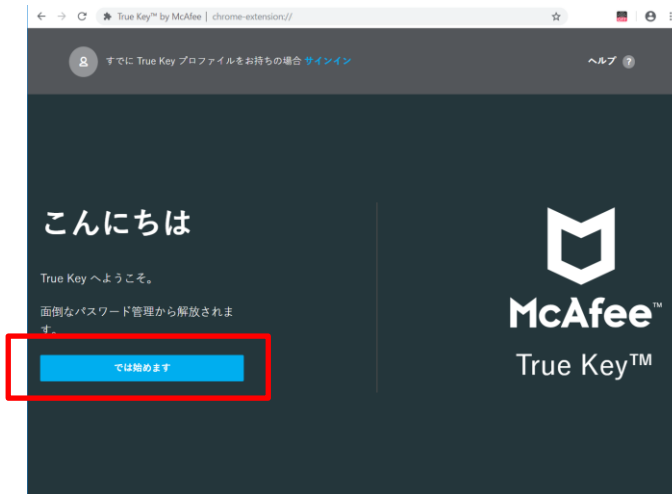 True Key™ by McAfee | chrome-extension://
すでに True Key プロファイルをお持ちの場合 サインイン
ヘルプ ?
こんにちは
True Key へようこそ。
面倒なパスワード管理から解放されま
す。
では始めます
McAfee™
True Key™